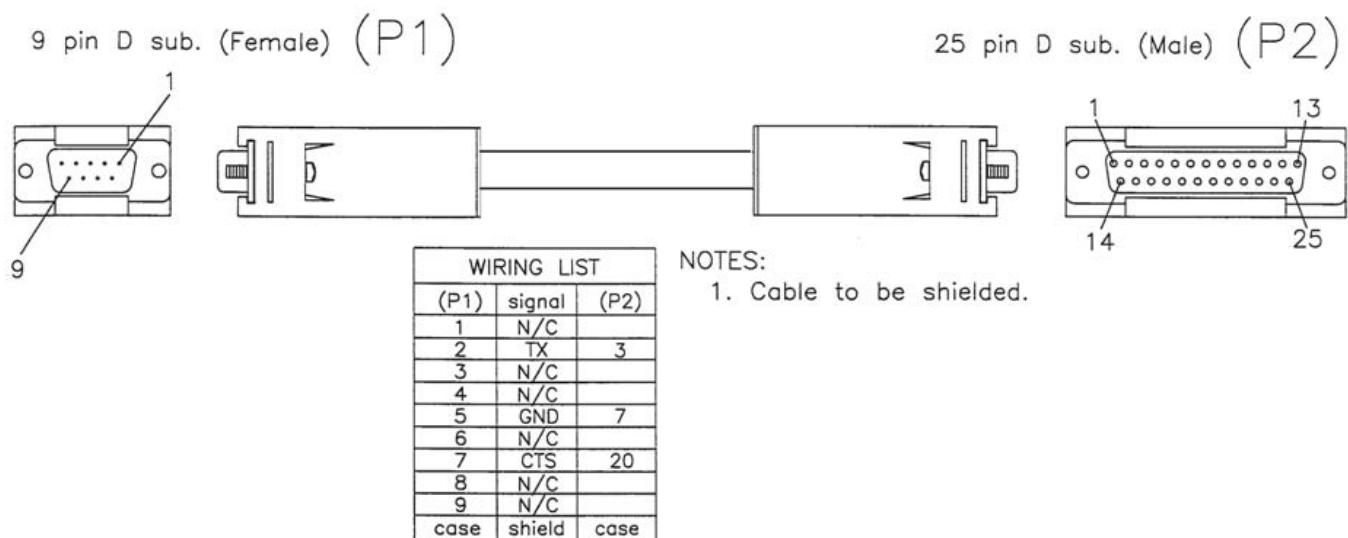 9 pin D sub. (Female) (P1)
25 pin D sub. (Male) (P2)
1
9
1
13
14
25
WIRING LIST
(P1) signal (P2)
1 N/C
2 TX 3
3 N/C
4 N/C
5 GND 7
6 N/C
7 CTS 20
8 N/C
9 N/C
case shield case
NOTES:
1. Cable to be shielded.